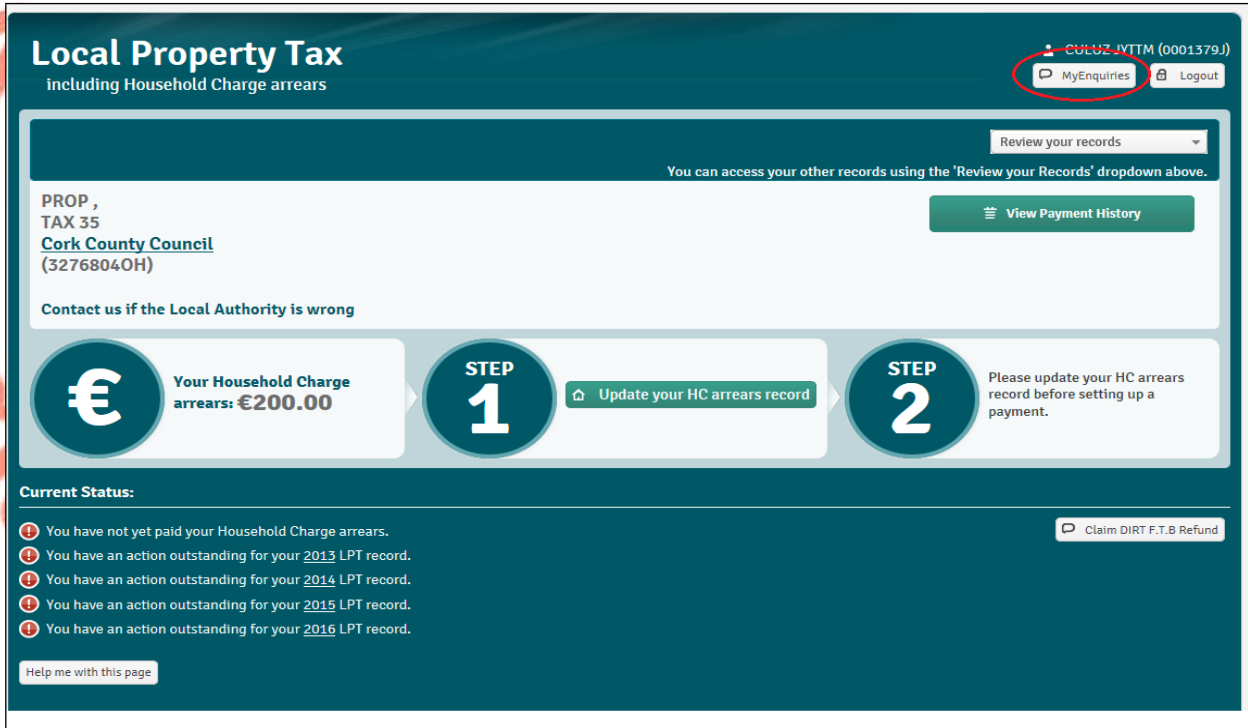 Local Property Tax
including Household Charge arrears
CULUZ JYTTM (0001379J)
MyEnquiries
Logout
Review your records
You can access your other records using the 'Review your Records' dropdown above.
PROP ,
TAX 35
Cork County Council
(3276804OH)
View Payment History
Contact us if the Local Authority is wrong
€
Your Household Charge
arrears: €200.00
STEP
1
Update your HC arrears record
STEP
2
Please update your HC arrears
record before setting up a
payment.
Current Status:
You have not yet paid your Household Charge arrears.
You have an action outstanding for your 2013 LPT record.
You have an action outstanding for your 2014 LPT record.
You have an action outstanding for your 2015 LPT record.
You have an action outstanding for your 2016 LPT record.
Claim DIRT F.T.B Refund
Help me with this page